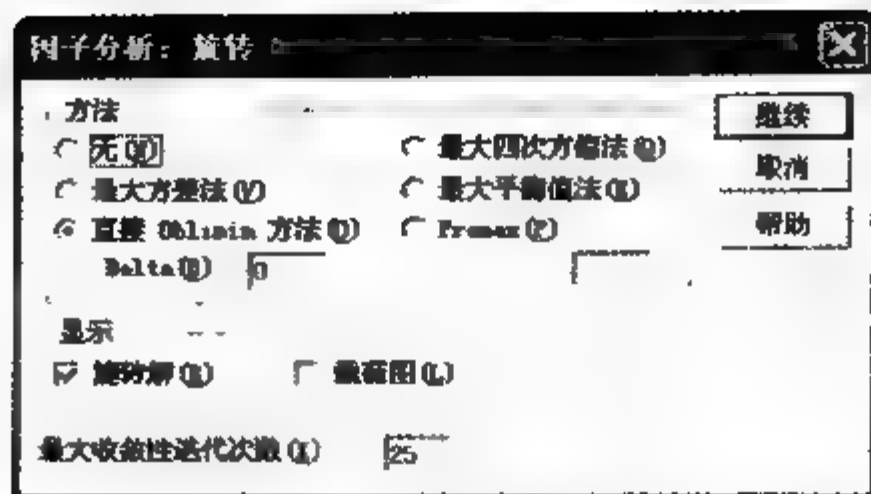 因子分析：旋转
方法
无(N)
最大四次方值法(Q)
最大方差法(V)
最大平衡值法(E)
直接 Oblimin 方法(O)
Promax(P)
Delta(D) 0
继续
取消
帮助
显示
旋转解(R)
载荷图(L)
最大收敛性迭代次数(X) 25